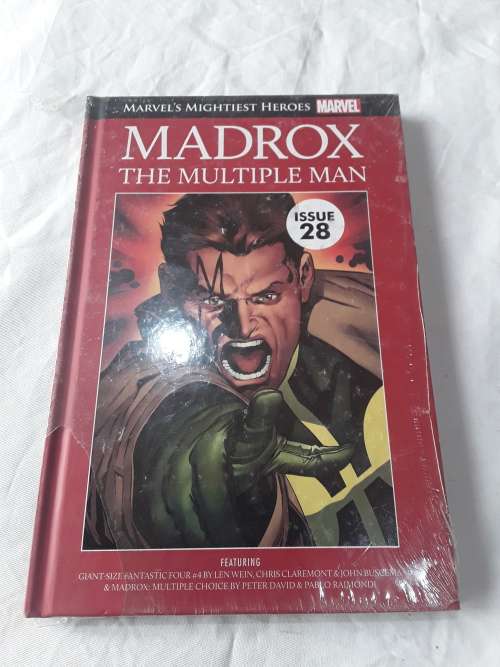 MARVEL'S MIGHTIEST HEROES MARVEL
MADROX
THE MULTIPLE MAN
ISSUE
28
M
FEATURING
GIANT-SIZE FANTASTIC FOUR #4 BY LEN WEIN, CHRIS CLAREMONT & JOHN BUSCEMA
& MADROX: MULTIPLE CHOICE BY PETER DAVID & PABLO RAIMONDI